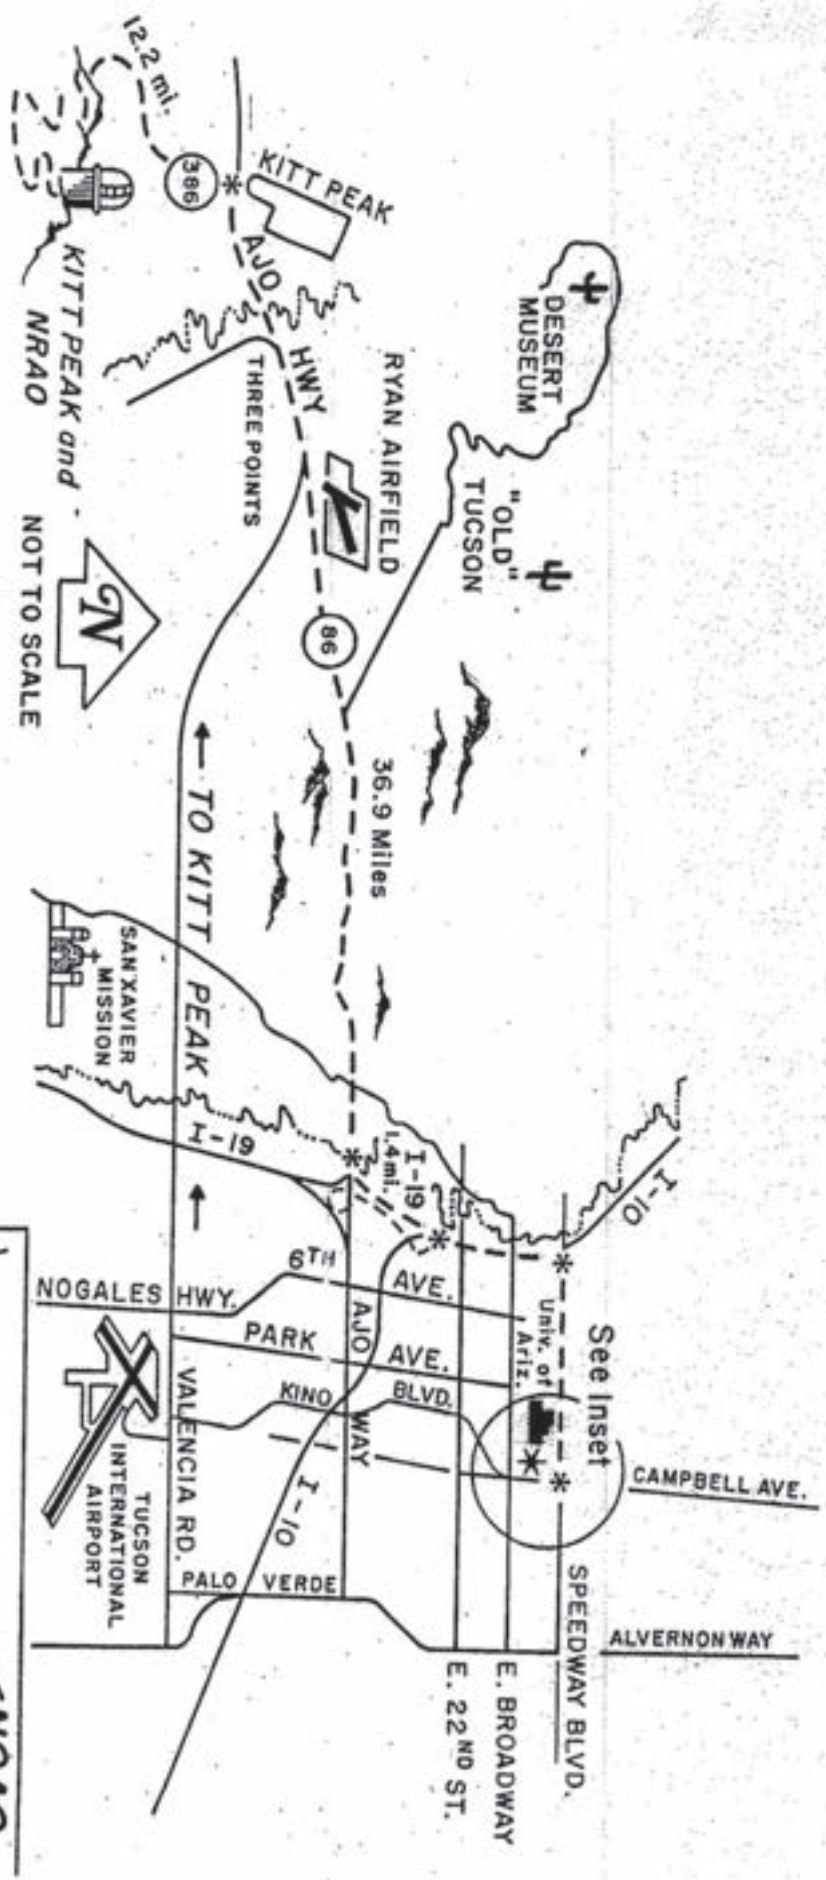 12.2 mi.
386
KITT PEAK
AJO
HWY
KITT PEAK and
NRAO
THREE POINTS
RYAN AIRFIELD
DESERT
MUSEUM
"OLD"
TUCSON
86
N
NOT TO SCALE
36.9 Miles
← TO KITT PEAK ←
SAN XAVIER
MISSION
I-19
I-19
1.4 mi.
I-10
6TH AVE.
NOGALES HWY.
PARK AVE.
AJO WAY
KINO BLVD.
I-10
Univ. of
Ariz.
See Inset
CAMPBELL AVE.
VALENCIA RD.
TUCSON
INTERNATIONAL
AIRPORT
PALO VERDE
SPEEDWAY BLVD.
ALVERNON WAY
E. BROADWAY
E. 22ND ST.